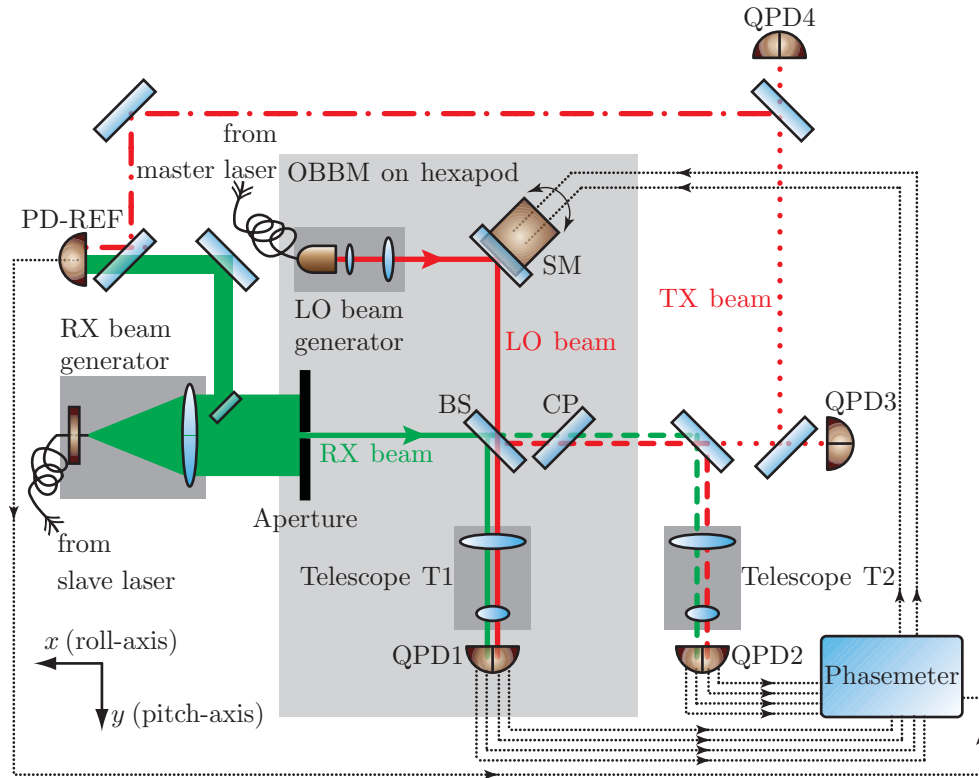 QPD4
from
master laser
OBBM on hexapod
PD-REF
SM
LO beam
generator
RX beam
generator
TX beam
LO beam
BS
CP
QPD3
RX beam
Aperture
from
slave laser
Telescope T1
Telescope T2
x (roll-axis)
QPD1
QPD2
Phasemeter
y (pitch-axis)